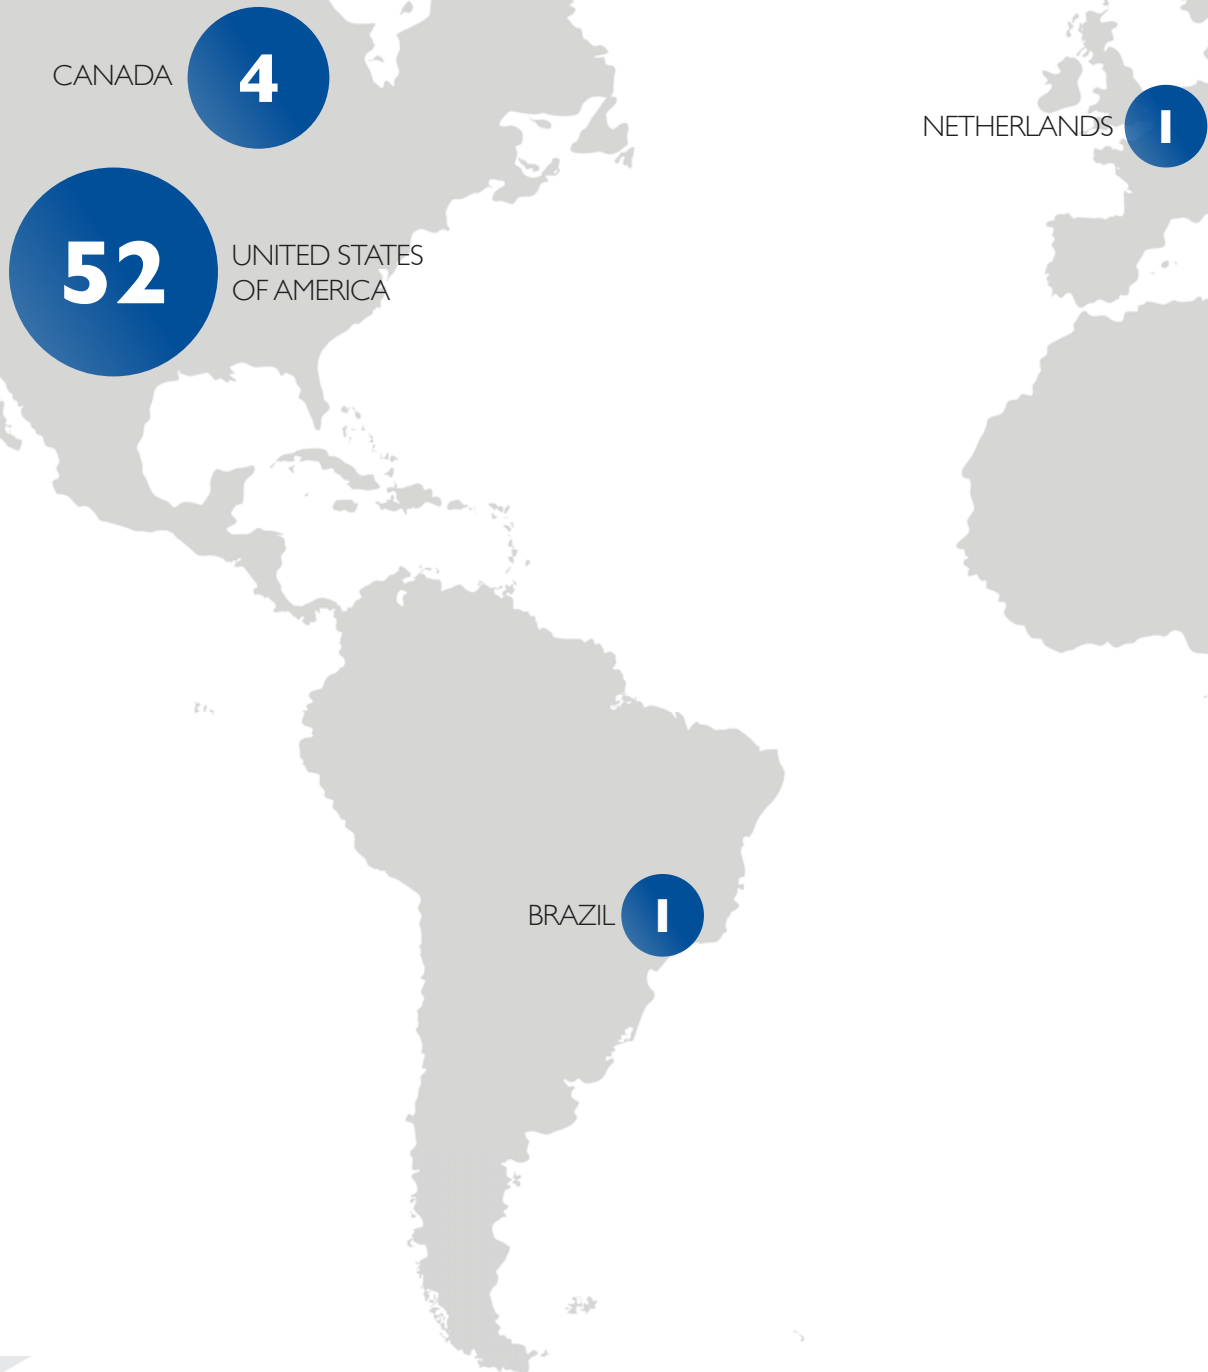 CANADA 4
NETHERLANDS 1
52 UNITED STATES
OF AMERICA
BRAZIL 1